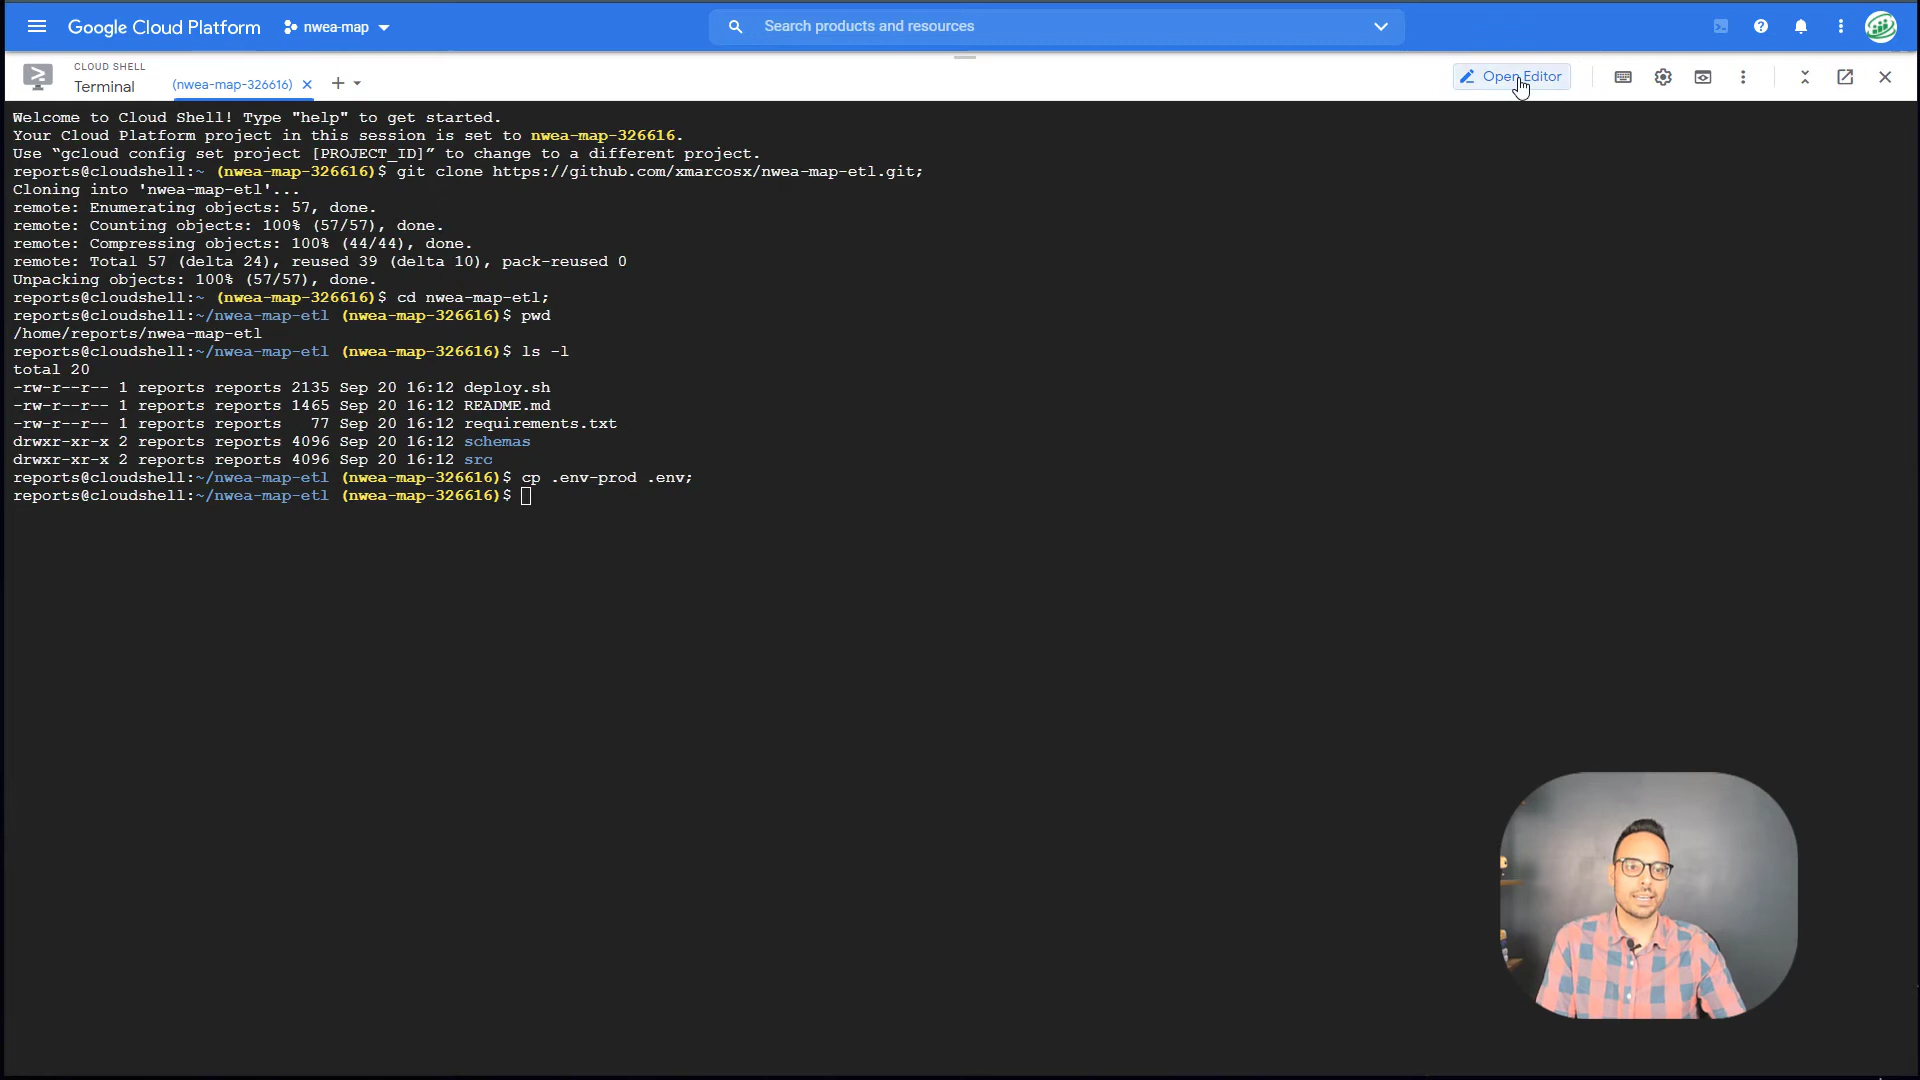 Google Cloud Platform
nwea-map
Search products and resources
CLOUD SHELL
Terminal
(nwea-map-326616)
Open Editor
Welcome to Cloud Shell! Type "help" to get started.
Your Cloud Platform project in this session is set to nwea-map-326616.
Use “gcloud config set project [PROJECT_ID]” to change to a different project.
reports@cloudshell:~ (nwea-map-326616)$ git clone https://github.com/xmarcosx/nwea-map-etl.git;
Cloning into 'nwea-map-etl'...
remote: Enumerating objects: 57, done.
remote: Counting objects: 100% (57/57), done.
remote: Compressing objects: 100% (44/44), done.
remote: Total 57 (delta 24), reused 39 (delta 10), pack-reused 0
Unpacking objects: 100% (57/57), done.
reports@cloudshell:~ (nwea-map-326616)$ cd nwea-map-etl;
reports@cloudshell:~/nwea-map-etl (nwea-map-326616)$ pwd
/home/reports/nwea-map-etl
reports@cloudshell:~/nwea-map-etl (nwea-map-326616)$ ls -l
total 20
-rw-r--r-- 1 reports reports 2135 Sep 20 16:12 deploy.sh
-rw-r--r-- 1 reports reports 1465 Sep 20 16:12 README.md
-rw-r--r-- 1 reports reports   77 Sep 20 16:12 requirements.txt
drwxr-xr-x 2 reports reports 4096 Sep 20 16:12 schemas
drwxr-xr-x 2 reports reports 4096 Sep 20 16:12 src
reports@cloudshell:~/nwea-map-etl (nwea-map-326616)$ cp .env-prod .env;
reports@cloudshell:~/nwea-map-etl (nwea-map-326616)$